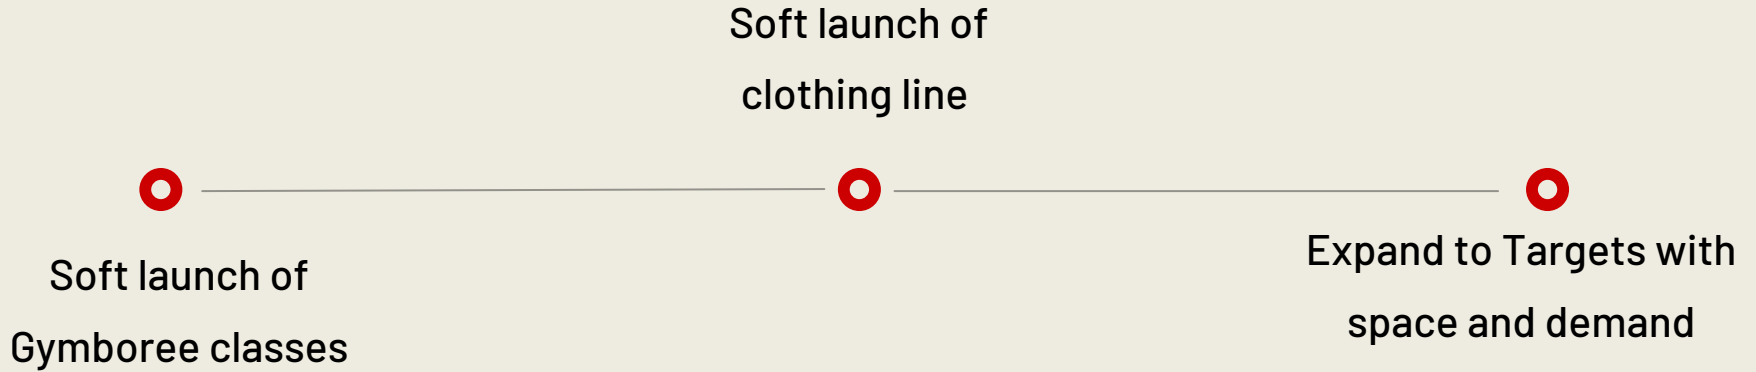 Soft launch of
clothing line
Soft launch of
Gymboree classes
Expand to Targets with
space and demand